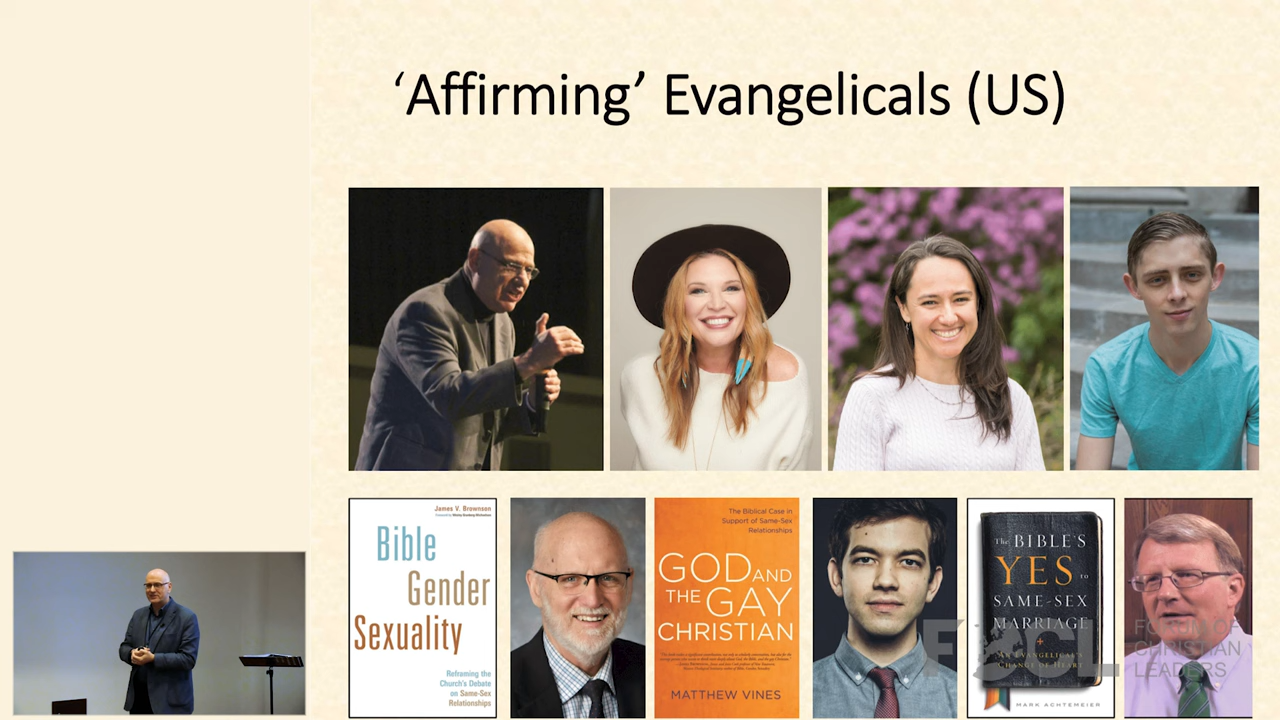 ‘Affirming’ Evangelicals (US)
James V. Brownson
Bible
Gender
Sexuality
Reframing the
Church's Debate
on Same-Sex
Relationships
The Biblical Case in
Support of Same-Sex
Relationships
GOD AND
THE GAY
CHRISTIAN
MATTHEW VINES
The BIBLE'S
YES to
SAME-SEX
MARRIAGE
AN EVANGELICAL'S
CHANGE OF HEART
MARK ACHTEMEIER
FORUM OF
CHRISTIAN
LEADERS